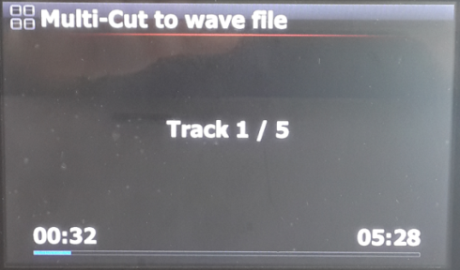 Multi-Cut to wave file
Track 1 / 5
00:32
05:28